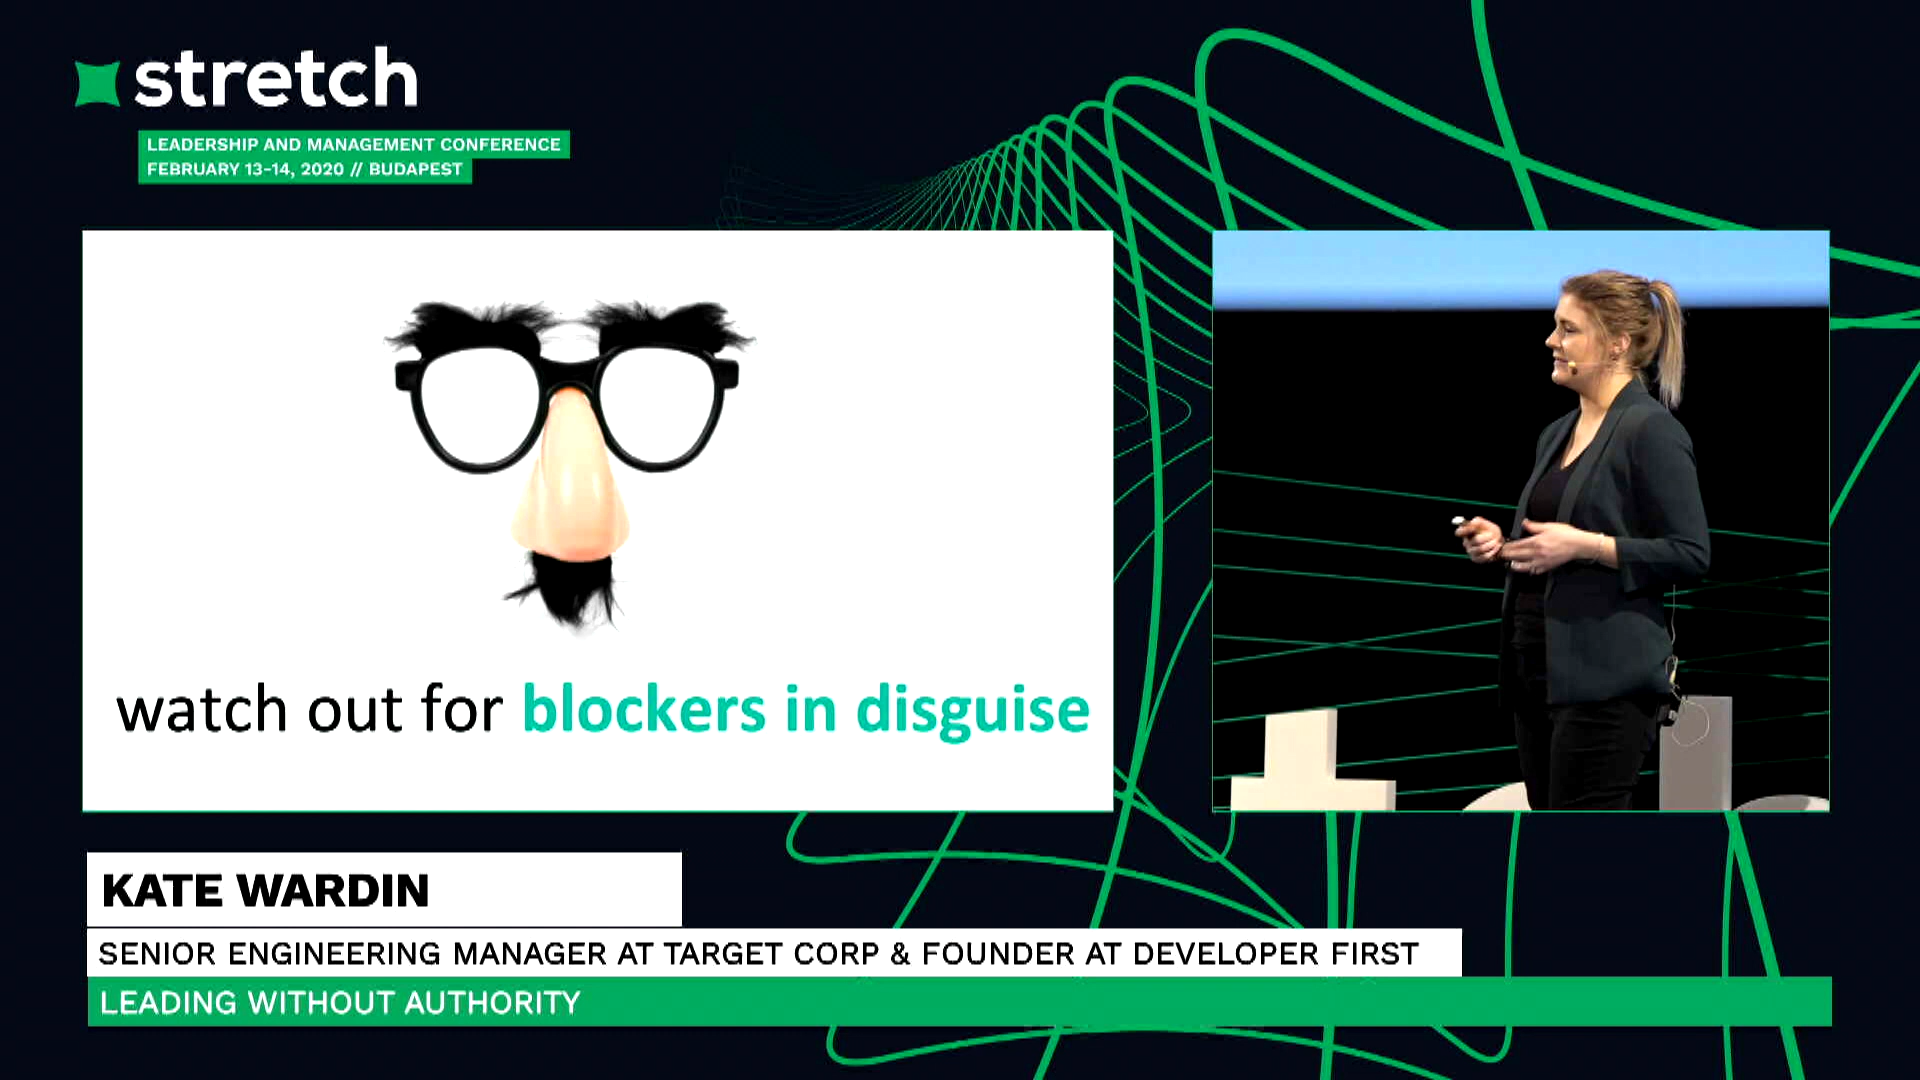 stretch
LEADERSHIP AND MANAGEMENT CONFERENCE
FEBRUARY 13-14, 2020 // BUDAPEST
watch out for blockers in disguise
KATE WARDIN
SENIOR ENGINEERING MANAGER AT TARGET CORP & FOUNDER AT DEVELOPER FIRST
LEADING WITHOUT AUTHORITY